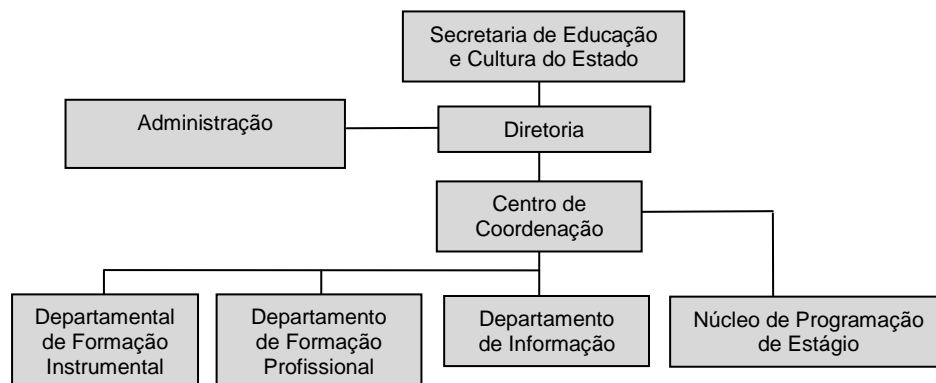 Secretaria de Educação
e Cultura do Estado
Administração
Diretoria
Centro de
Coordenação
Departamental
de Formação
Instrumental
Departamento
de Formação
Profissional
Departamento
de Informação
Núcleo de Programação
de Estágio